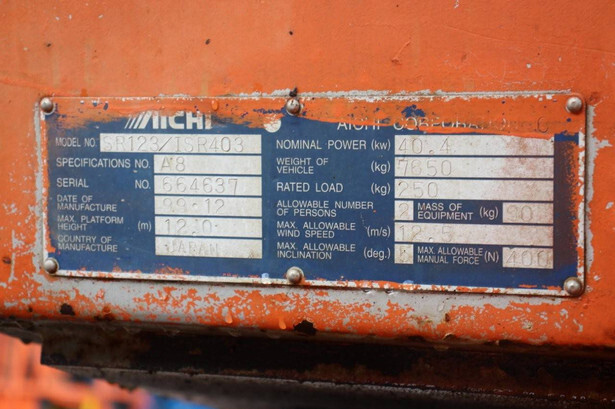 AICHI AICHI CORPORATION
MODEL NO. SR123/1SR403
SPECIFICATIONS NO. A8
SERIAL NO. 664637
DATE OF MANUFACTURE 99-12
MAX. PLATFORM HEIGHT (m) 12.0
COUNTRY OF MANUFACTURE JAPAN
NOMINAL POWER (kw) 40.4
WEIGHT OF VEHICLE (kg) 7650
RATED LOAD (kg) 250
ALLOWABLE NUMBER OF PERSONS MASS OF EQUIPMENT (kg)
MAX. ALLOWABLE WIND SPEED (m/s)
MAX. ALLOWABLE INCLINATION (deg.) MAX. ALLOWABLE MANUAL FORCE (N) 400